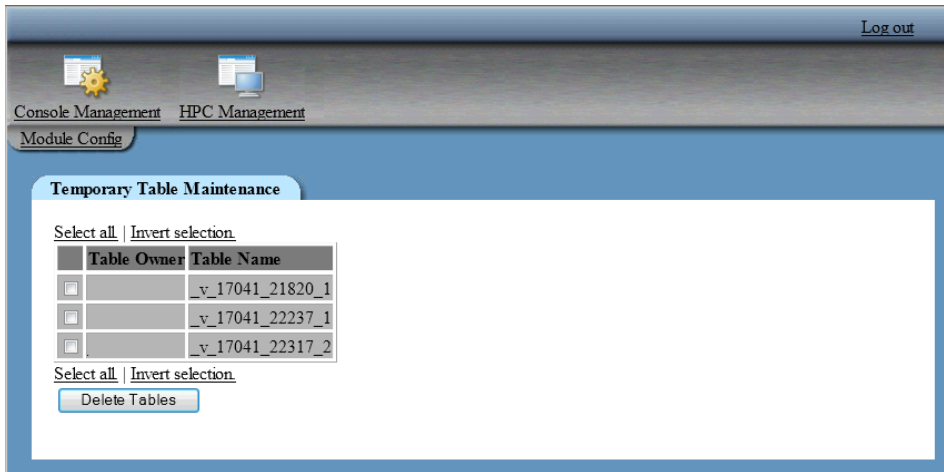 Log out
Console Management HPC Management
Module Config
Temporary Table Maintenance
Select all. | Invert selection.
Table Owner Table Name
_v_17041_21820_1
_v_17041_22237_1
_v_17041_22317_2
Select all. | Invert selection.
Delete Tables